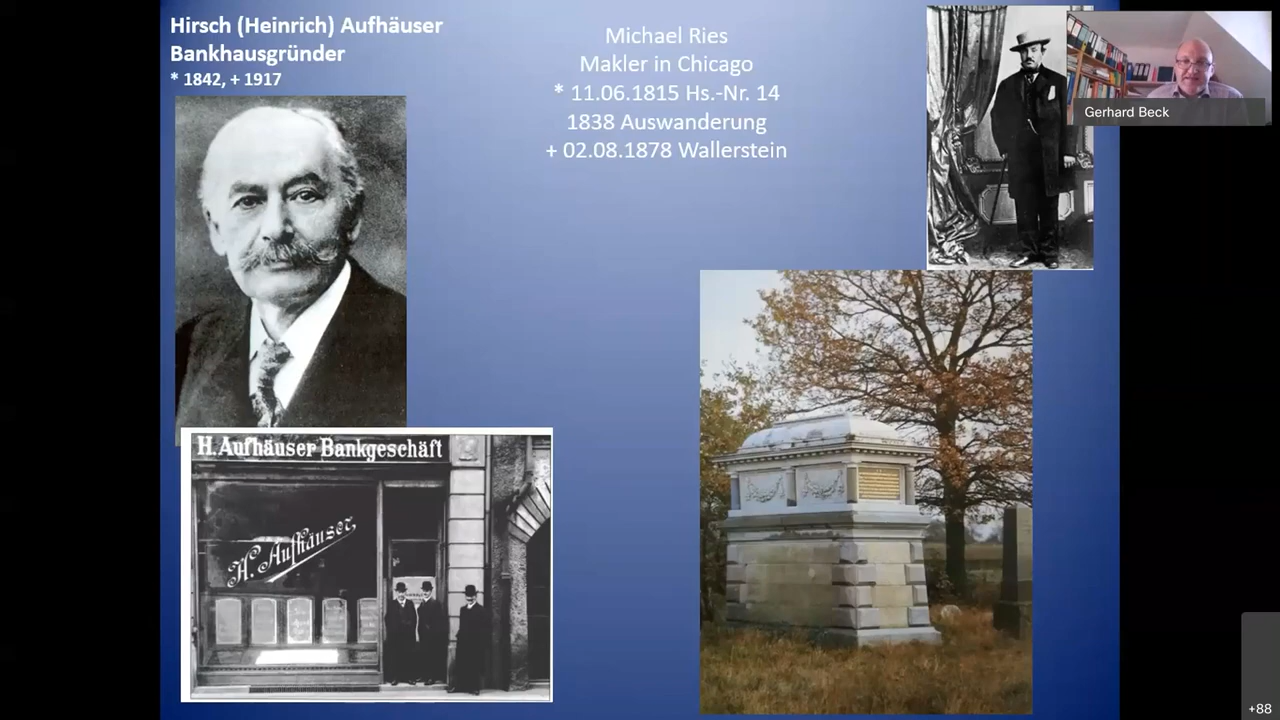 Hirsch (Heinrich) Aufhäuser
Bankhausgründer
* 1842, + 1917
Michael Ries
Makler in Chicago
* 11.06.1815 Hs.-Nr. 14
1838 Auswanderung
+ 02.08.1878 Wallerstein
Gerhard Beck
H. Aufhäuser Bankgeschäft
H. Aufhäuser
+88